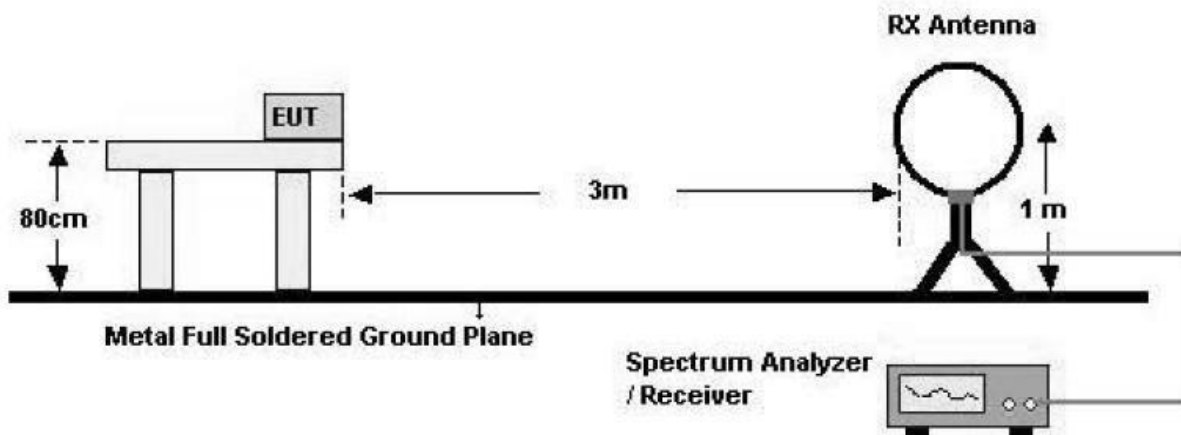 RX Antenna
EUT
80cm
3m
1 m
Metal Full Soldered Ground Plane
Spectrum Analyzer
/ Receiver